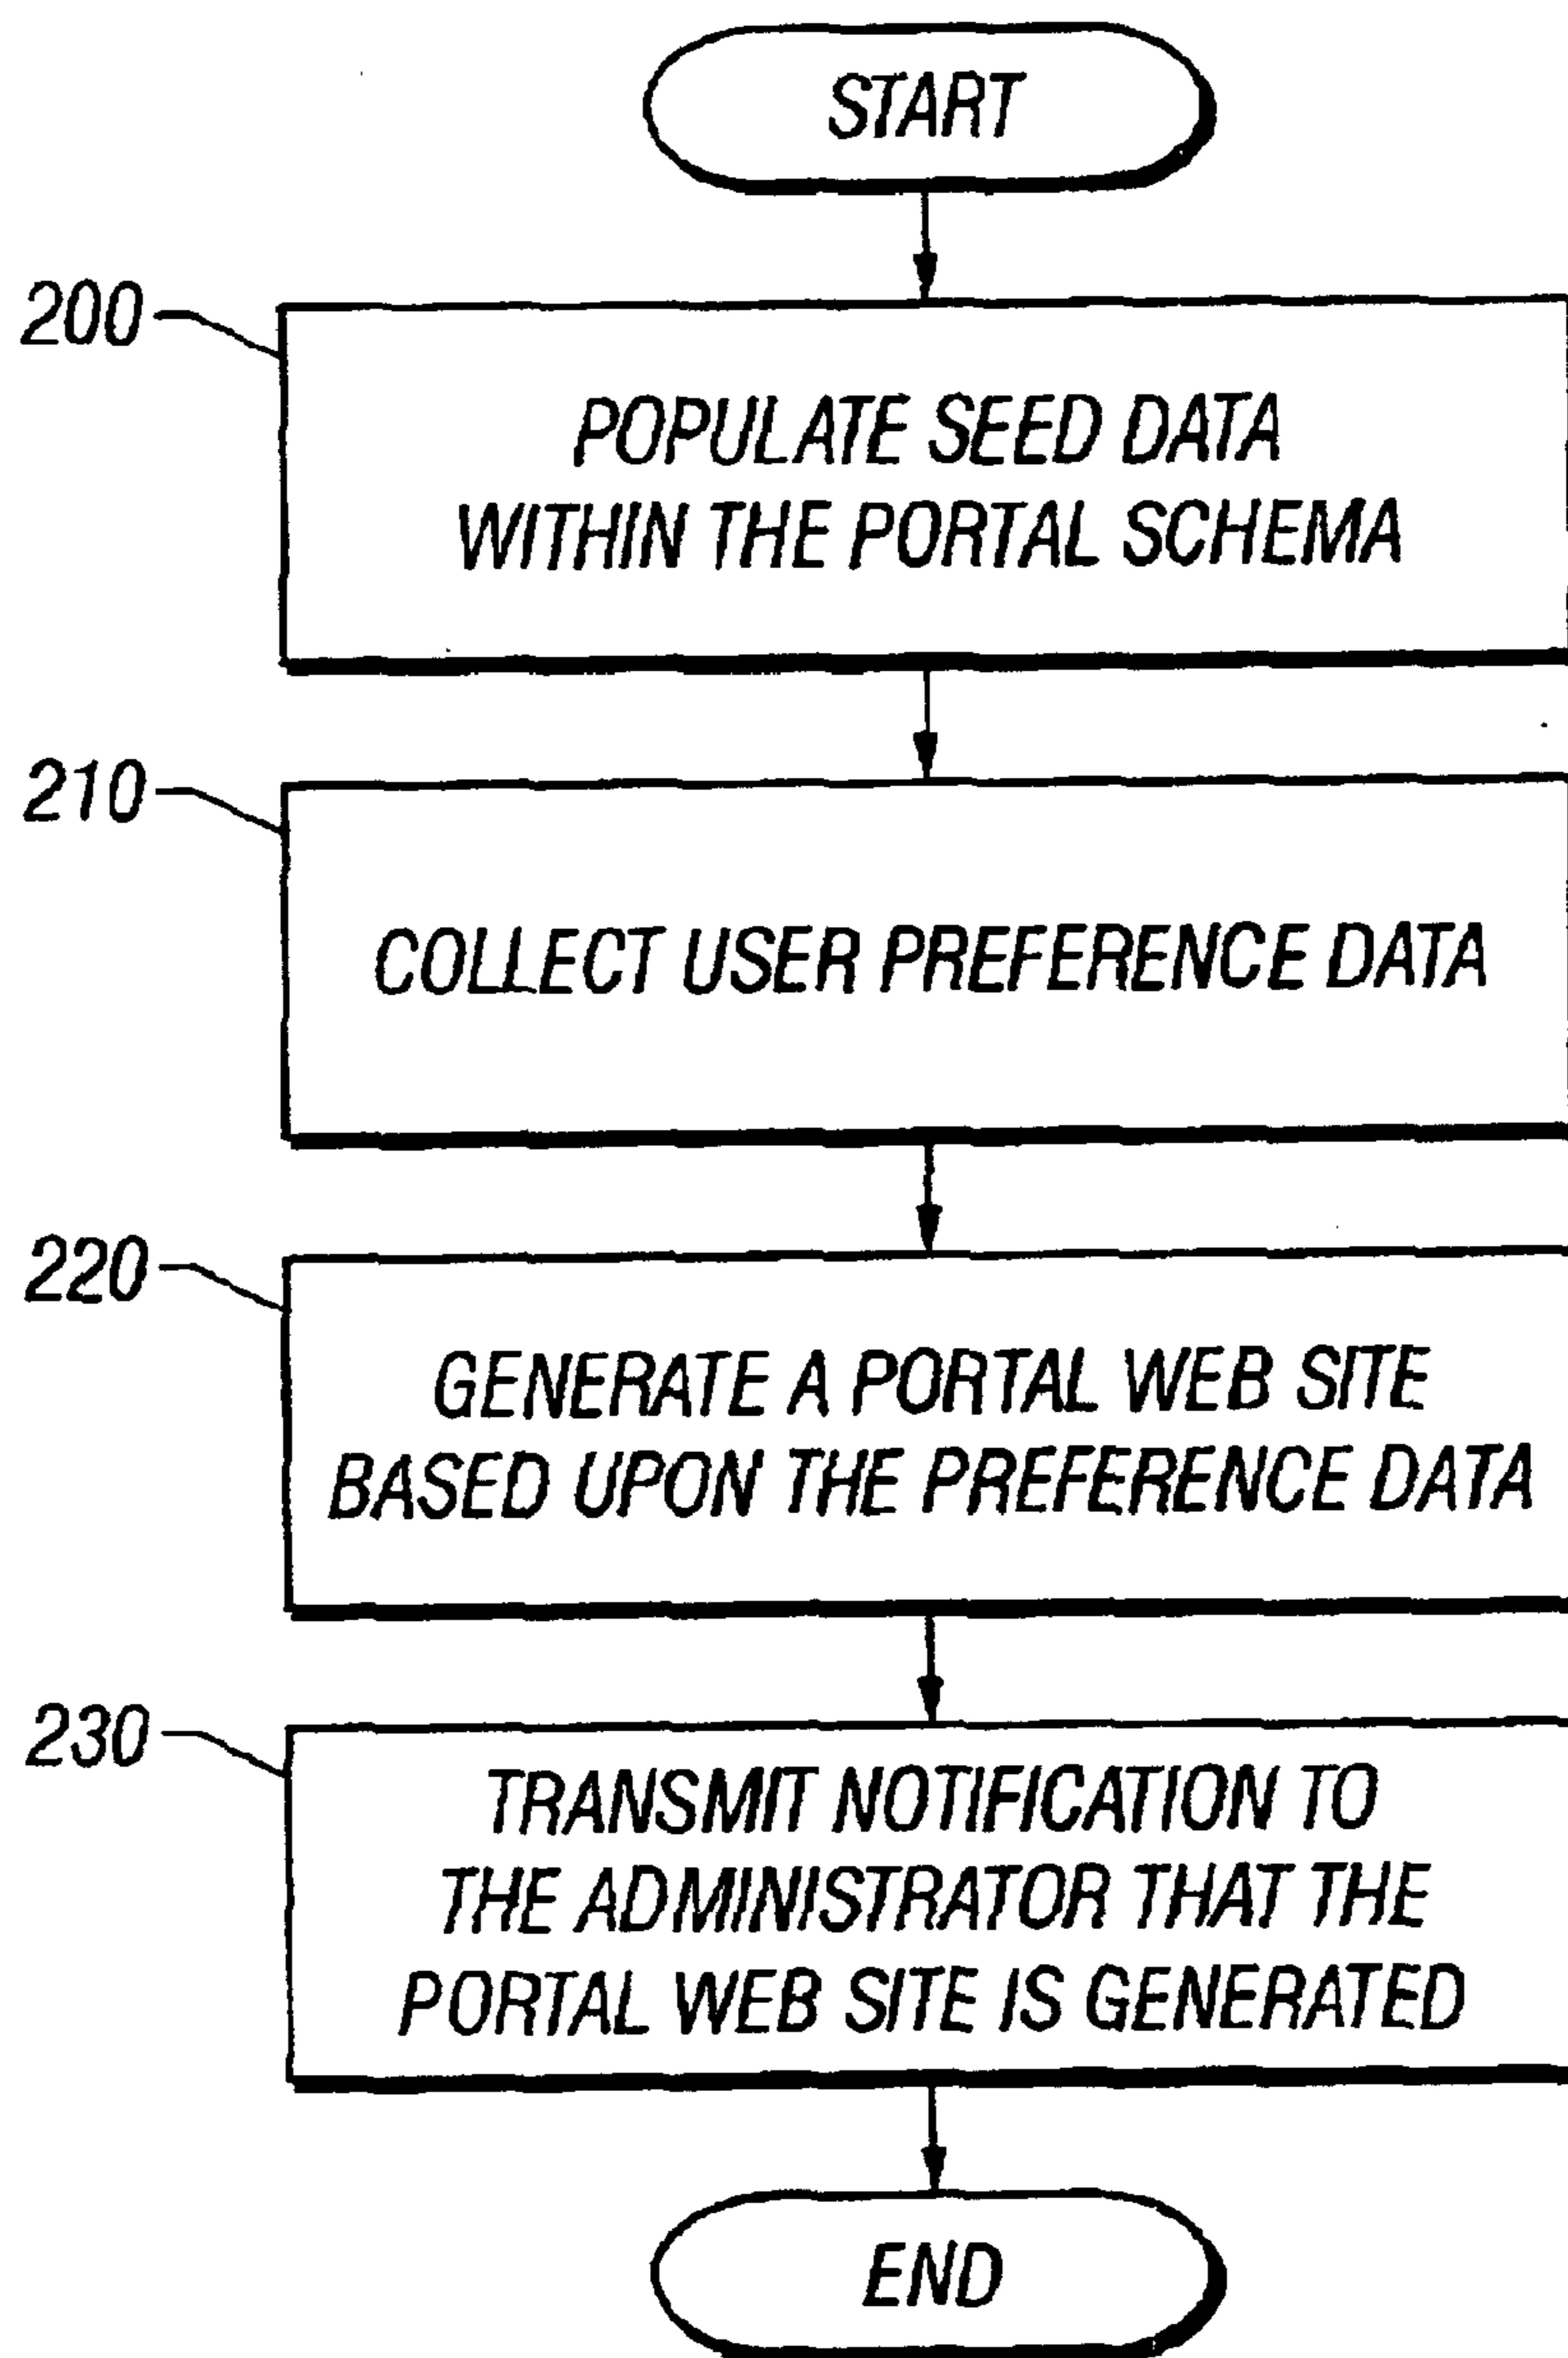 START
200
POPULATE SEED DATA
WITHIN THE PORTAL SCHEMA
210
COLLECT USER PREFERENCE DATA
220
GENERATE A PORTAL WEB SITE
BASED UPON THE PREFERENCE DATA
230
TRANSMIT NOTIFICATION TO
THE ADMINISTRATOR THAT THE
PORTAL WEB SITE IS GENERATED
END